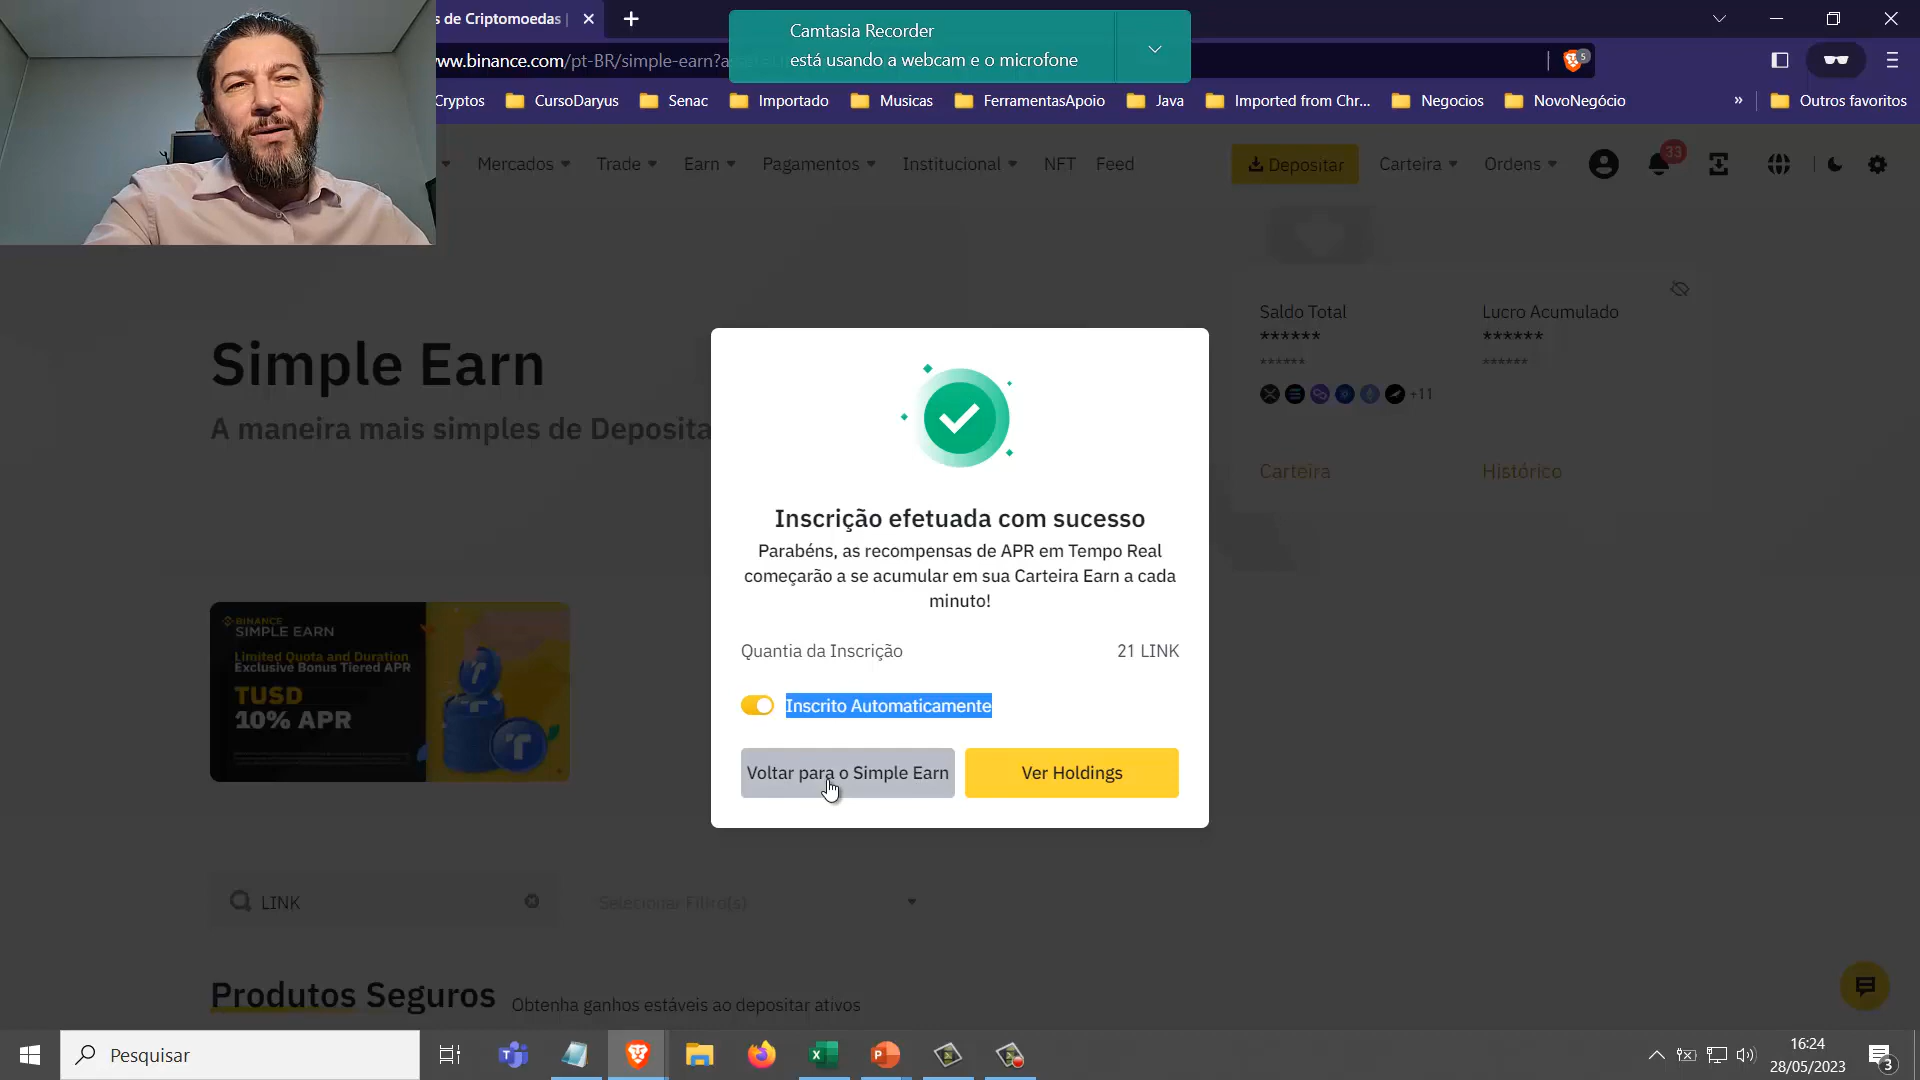 s de Criptomoedas |
Camtasia Recorder
está usando a webcam e o microfone
ww.binance.com/pt-BR/simple-earn?a
5
Cryptos
CursoDaryus
Senac
Importado
Musicas
FerramentasApoio
Java
Imported from Chr...
Negocios
NovoNegócio
»
Outros favoritos
Mercados
Trade
Earn
Pagamentos
Institucional
NFT
Feed
Depositar
Carteira
Ordens
33
Simple Earn
A maneira mais simples de Deposita
Saldo Total
Lucro Acumulado
******
******
******
******
+11
Carteira
Histórico
Inscrição efetuada com sucesso
Parabéns, as recompensas de APR em Tempo Real
começarão a se acumular em sua Carteira Earn a cada
minuto!
Quantia da Inscrição
21 LINK
Inscrito Automaticamente
Voltar para o Simple Earn
Ver Holdings
BINANCE
SIMPLE EARN
Limited Quota and Duration
Exclusive Bonus Tiered APR
TUSD
10% APR
LINK
Selecionar Filtro(s)
Produtos Seguros
Obtenha ganhos estáveis ao depositar ativos
Pesquisar
16:24
28/05/2023
3